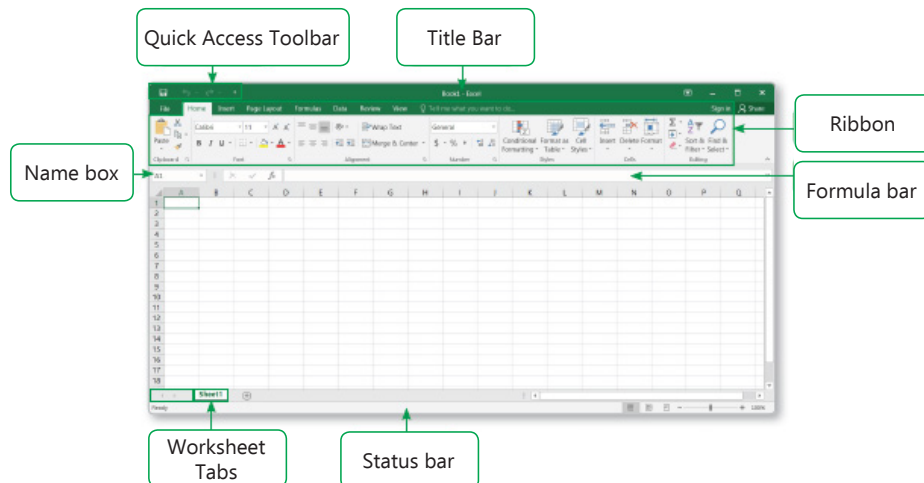 Quick Access Toolbar
Title Bar
Book1 - Excel
File Home Insert Page Layout Formulas Data Review View Tell me what you want to do... Sign in Share
Ribbon
Calibri 11 Wrap Text General
Paste B I U Merge & Center $ % Conditional Formatting Format as Table Cell Styles Insert Delete Format Sort & Filter Find & Select
Clipboard Font Alignment Number Styles Cells Editing
Name box
A1 fx
Formula bar
A B C D E F G H I J K L M N O P Q
1
2
3
4
5
6
7
8
9
10
11
12
13
14
15
16
17
18
Sheet1
Ready
Worksheet
Tabs
Status bar